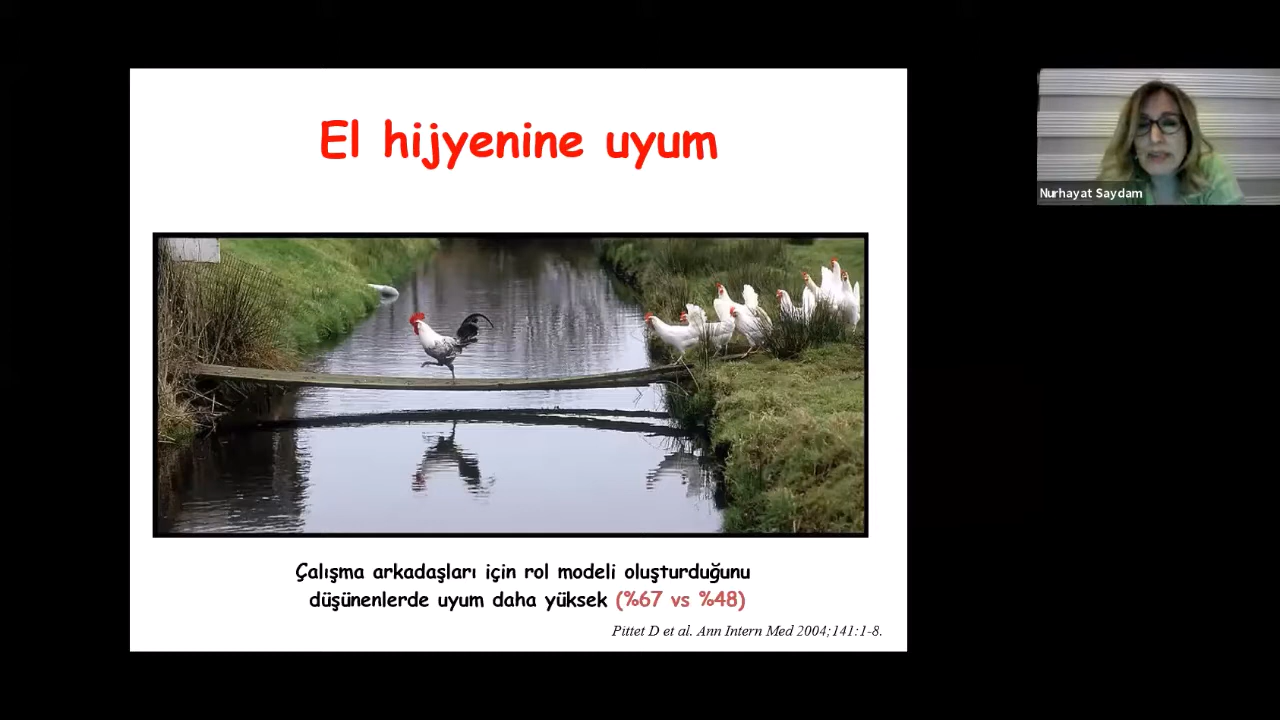 El hijyenine uyum
Nurhayat Saydam
Çalışma arkadaşları için rol modeli oluşturduğunu
düşünenlerde uyum daha yüksek (%67 vs %48)
Pittet D et al. Ann Intern Med 2004;141:1-8.